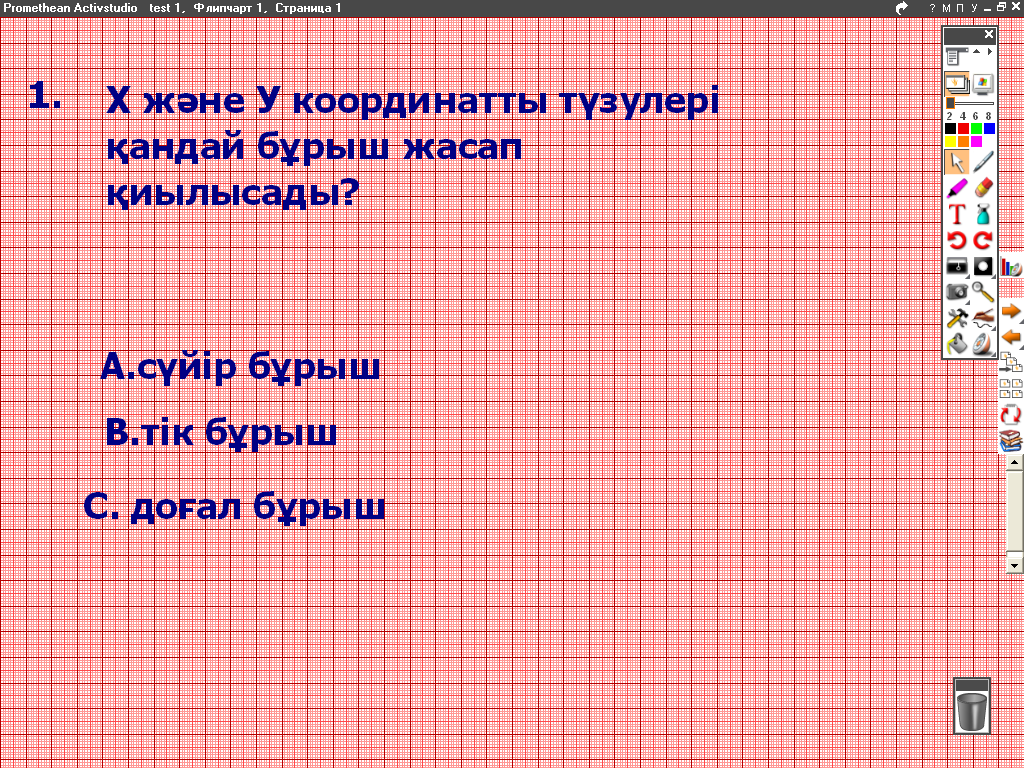 Promethean Activstudio test 1, Флипчарт 1, Страница 1
? М П У
1. Х және У координатты түзулері
қандай бұрыш жасап
қиылысады?
2 4 6 8
T
А.сүйір бұрыш
В.тік бұрыш
С. доғал бұрыш